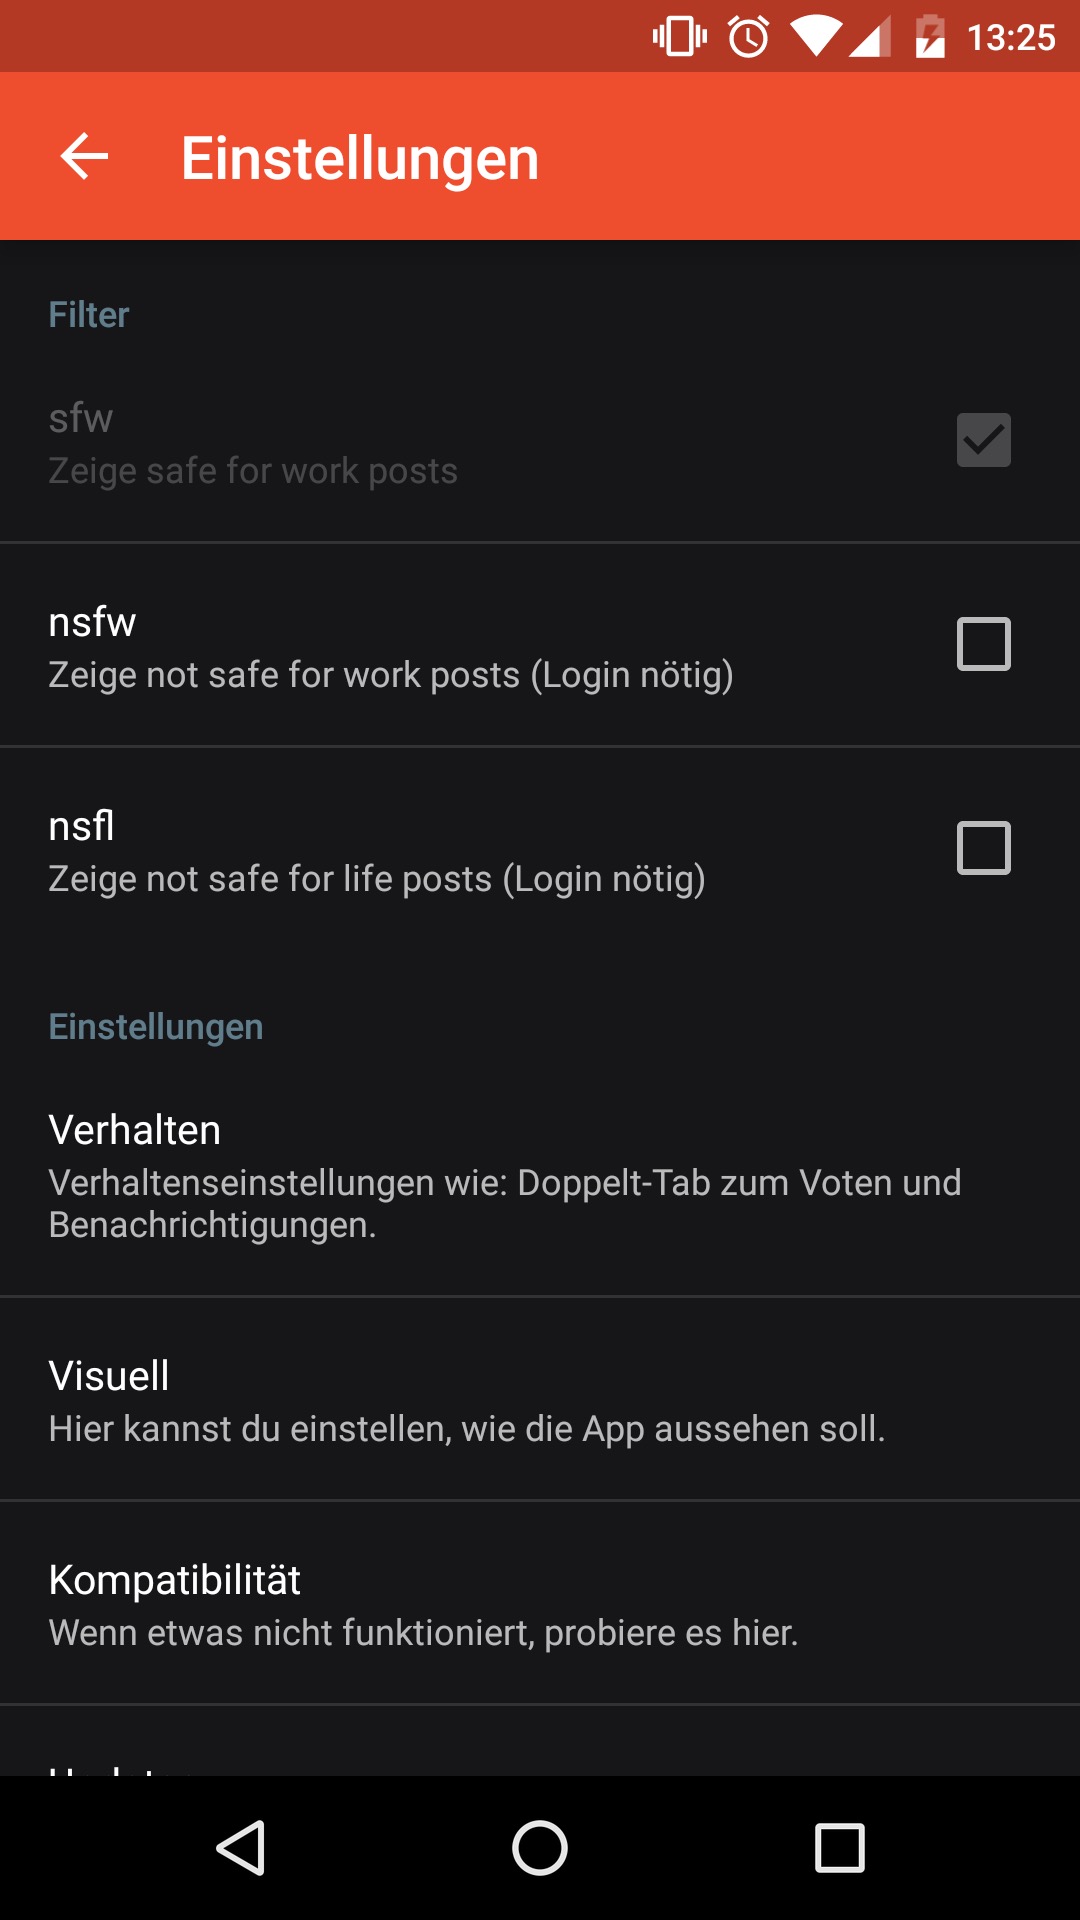 13:25
Einstellungen
Filter
sfw
Zeige safe for work posts
nsfw
Zeige not safe for work posts (Login nötig)
nsfl
Zeige not safe for life posts (Login nötig)
Einstellungen
Verhalten
Verhaltenseinstellungen wie: Doppelt-Tab zum Voten und
Benachrichtigungen.
Visuell
Hier kannst du einstellen, wie die App aussehen soll.
Kompatibilität
Wenn etwas nicht funktioniert, probiere es hier.